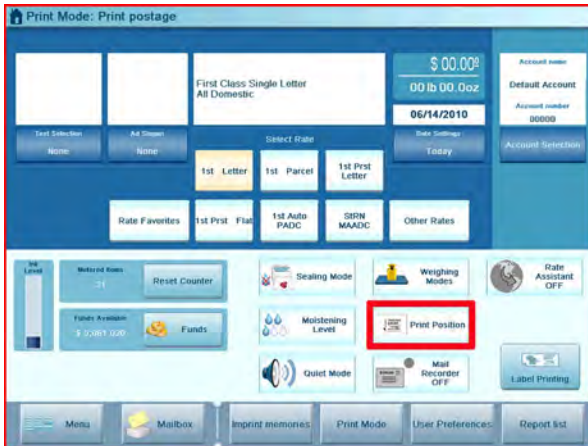 Print Mode: Print postage
First Class Single Letter
All Domestic
$ 00.00⁰
00 lb 00.0oz
06/14/2010
Account name
Default Account
Account number
00000
Text Selection
None
Ad Slogan
None
Select Rate
Date Settings
Today
Account Selection
1st Letter
1st Parcel
1st Prst
Letter
Rate Favorites
1st Prst Flat
1st Auto
PADC
StRN
MAADC
Other Rates
Ink
Level
Metered Items
Reset Counter
Funds Available
Funds
Sealing Mode
Weighing
Modes
Rate
Assistant
OFF
Moistening
Level
Print Position
Quiet Mode
Mail
Recorder
OFF
Label Printing
Menu
Mailbox
Imprint memories
Print Mode
User Preferences
Report list